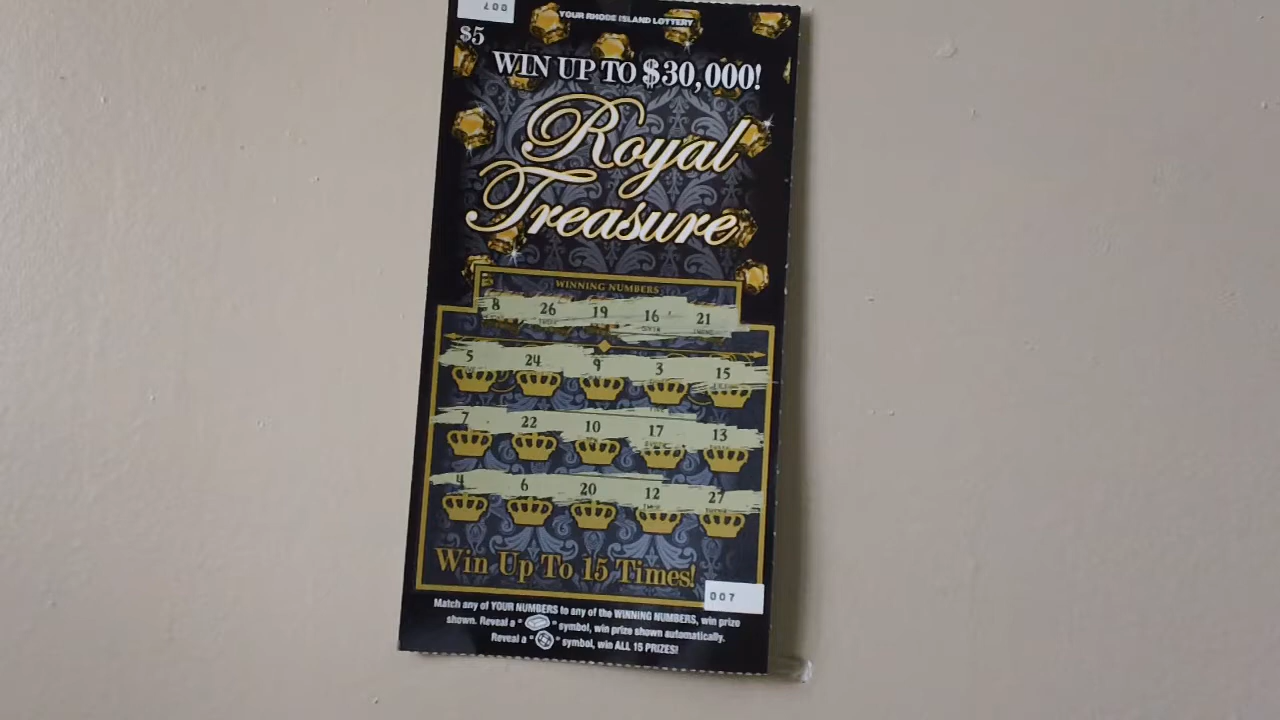 007
YOUR RHODE ISLAND LOTTERY
$5
WIN UP TO $30,000!
Royal
Treasure
WINNING NUMBERS
8 26 19 16 21
5 24 9 3 15
7 22 10 17 13
4 6 20 12 27
Win Up To 15 Times!
007
Match any of YOUR NUMBERS to any of the WINNING NUMBERS, win prize
shown. Reveal a " " symbol, win prize shown automatically.
Reveal a " " symbol, win ALL 15 PRIZES!